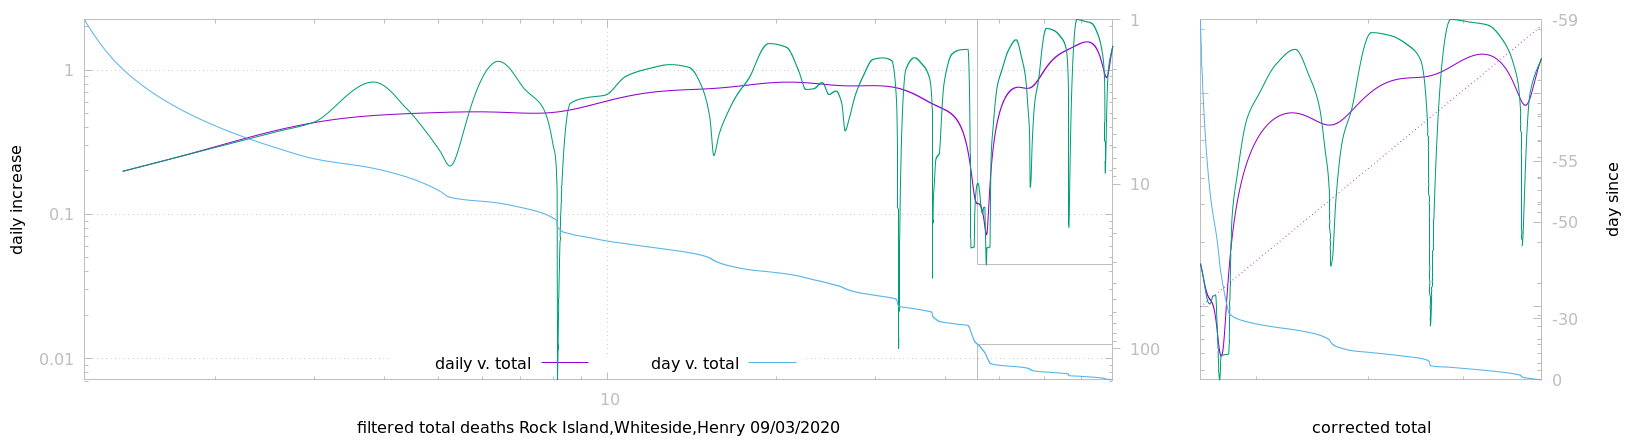 daily increase
1
0.1
0.01
10
1
10
100
daily v. total
day v. total
filtered total deaths Rock Island,Whiteside,Henry 09/03/2020
-59
-55
-50
-30
0
day since
corrected total